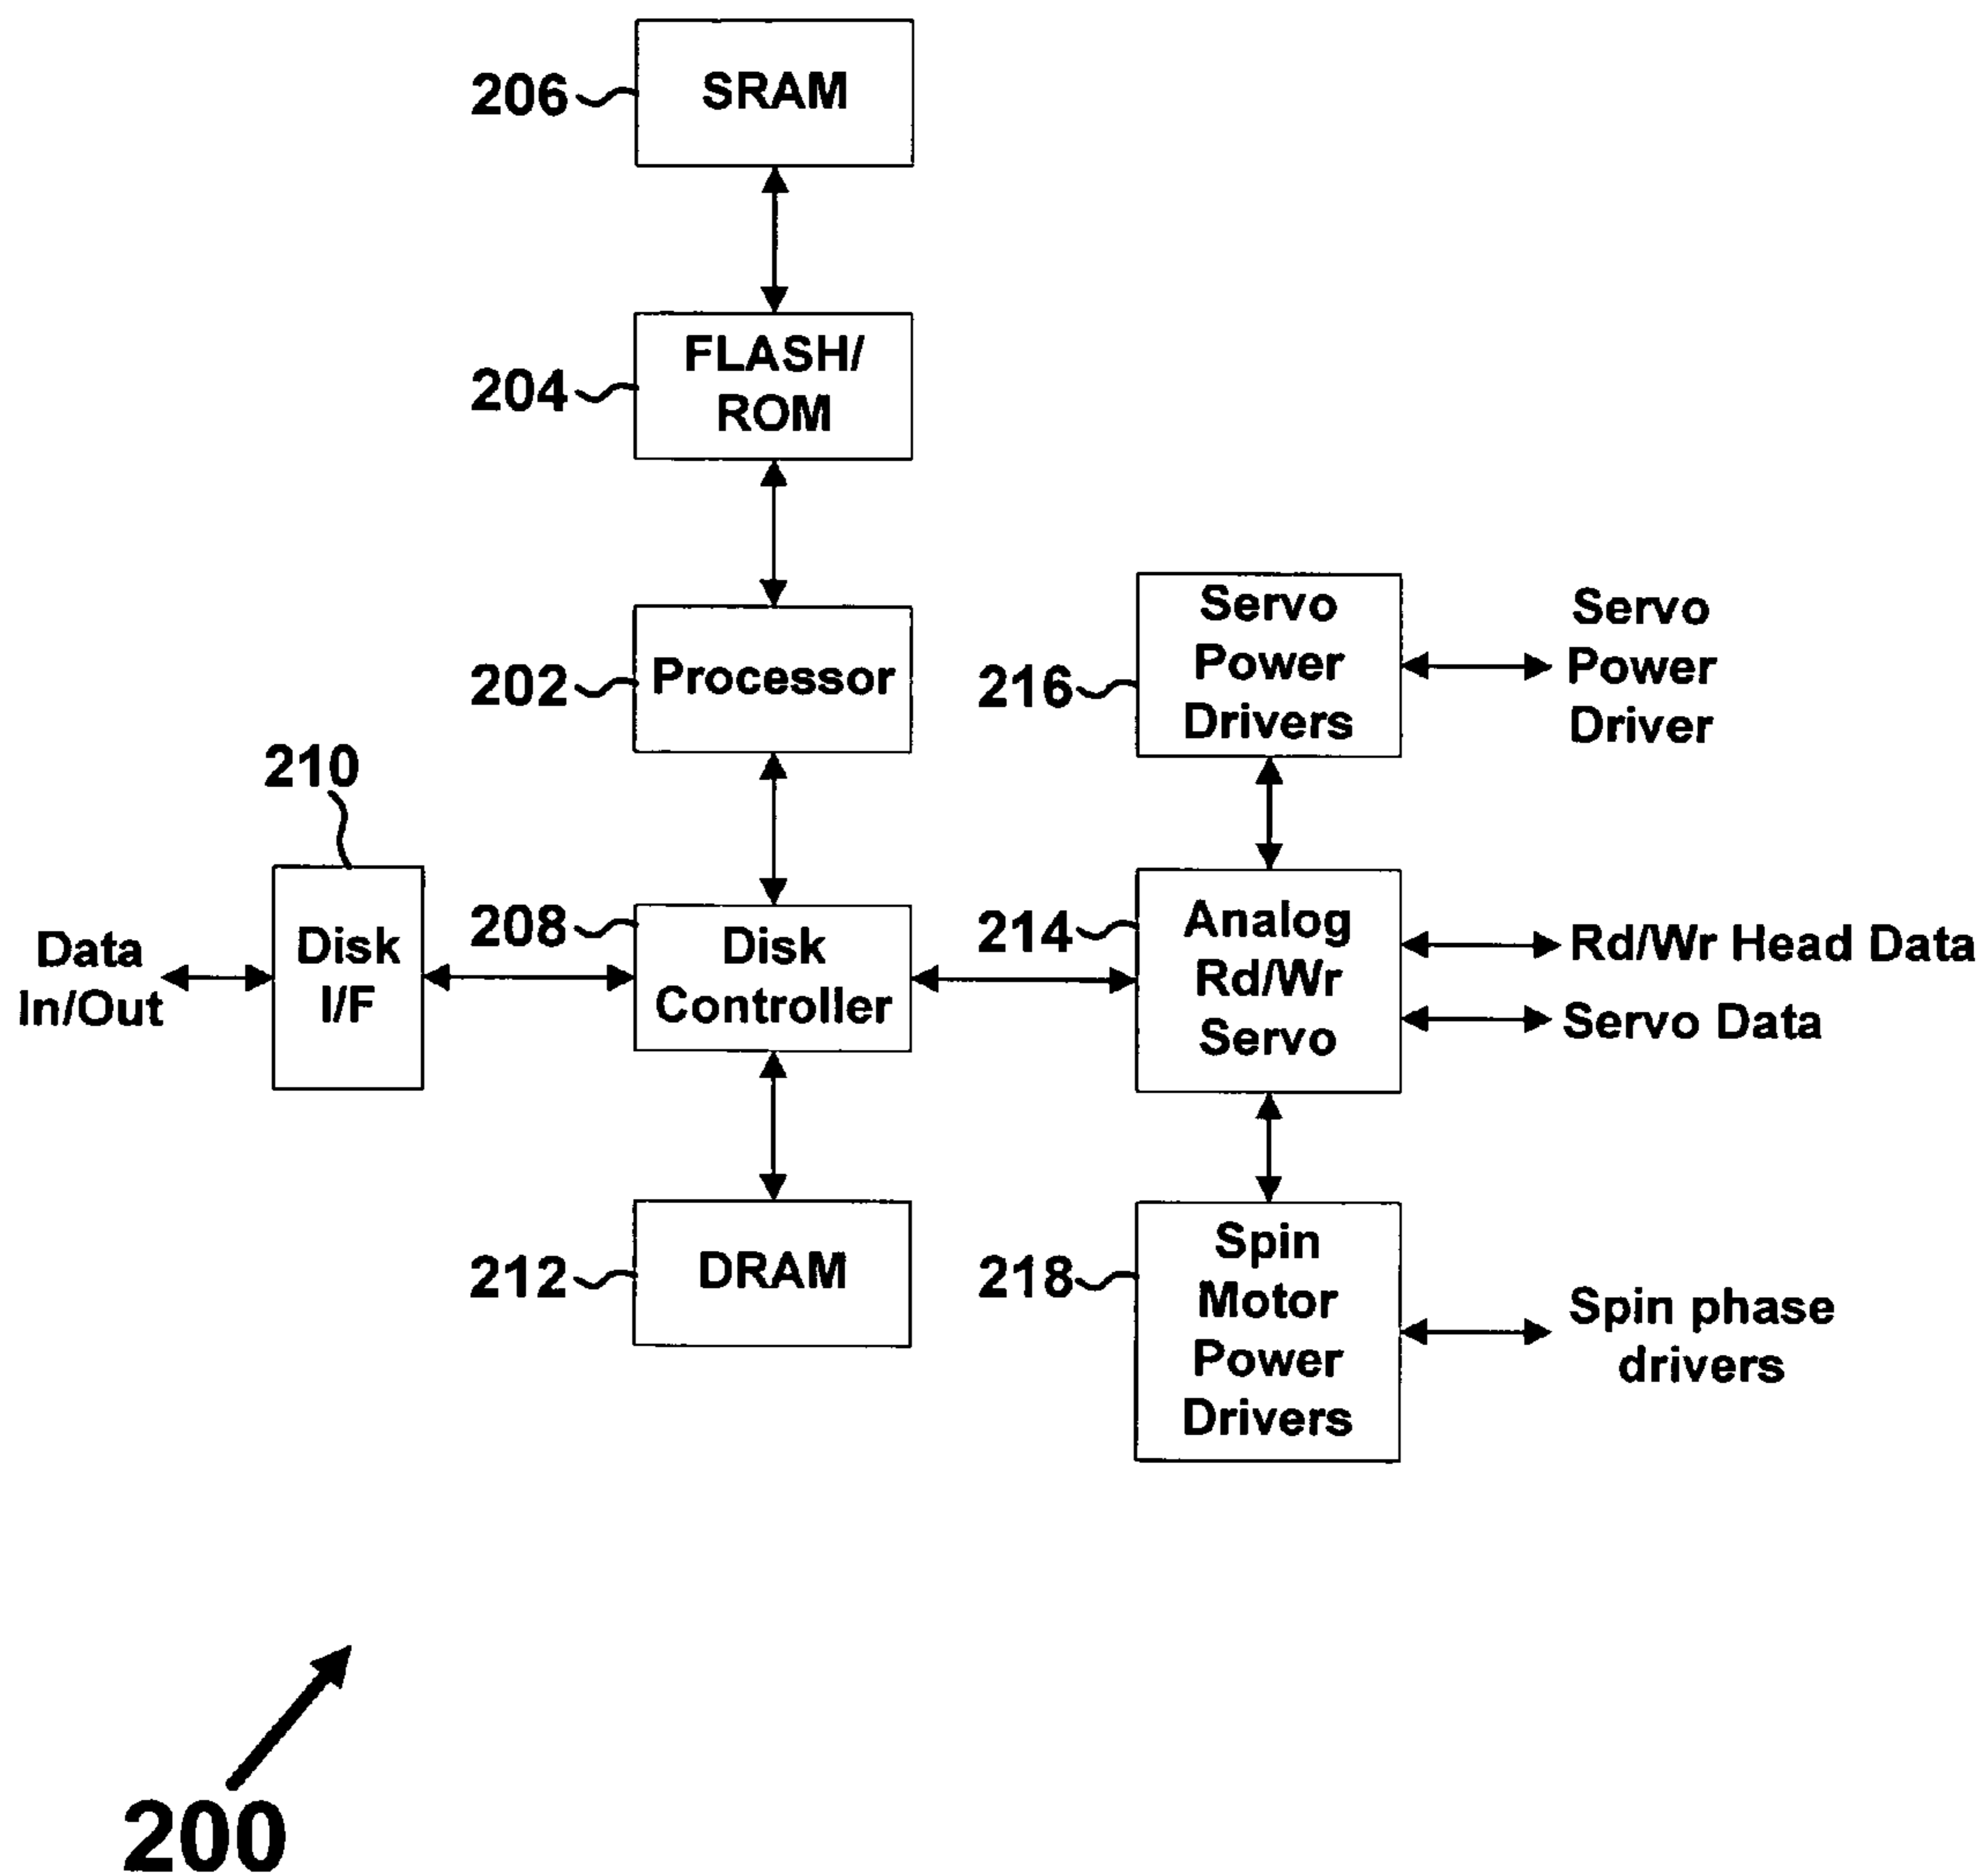 SRAM
206
FLASH/
ROM
204
Processor
202
Servo
Power
Drivers
216
Servo
Power
Driver
210
Data
In/Out
Disk
I/F
208
Disk
Controller
214
Analog
Rd/Wr
Servo
Rd/Wr Head Data
Servo Data
212
DRAM
218
Spin
Motor
Power
Drivers
Spin phase
drivers
200